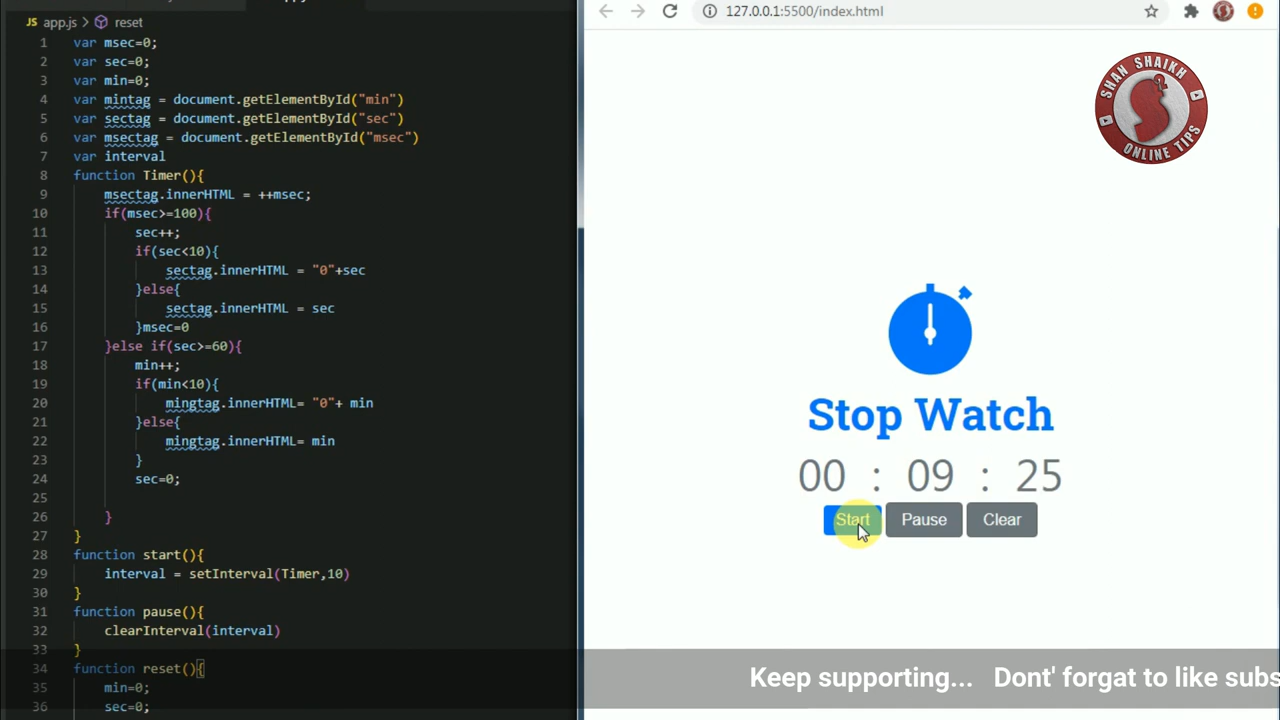 JS app.js > reset
1 var msec=0;
2 var sec=0;
3 var min=0;
4 var mintag = document.getElementById("min")
5 var sectag = document.getElementById("sec")
6 var msectag = document.getElementById("msec")
7 var interval
8 function Timer(){
9 msectag.innerHTML = ++msec;
10 if(msec>=100){
11 sec++;
12 if(sec<10){
13 sectag.innerHTML = "0"+sec
14 }else{
15 sectag.innerHTML = sec
16 }msec=0
17 }else if(sec>=60){
18 min++;
19 if(min<10){
20 mingtag.innerHTML= "0"+ min
21 }else{
22 mingtag.innerHTML= min
23 }
24 sec=0;
25
26 }
27 }
28 function start(){
29 interval = setInterval(Timer,10)
30 }
31 function pause(){
32 clearInterval(interval)
33 }
34 function reset(){
35 min=0;
36 sec=0;
127.0.0.1:5500/index.html
SHAN SHAIKH
ONLINE TIPS
Stop Watch
00 : 09 : 25
Start Pause Clear
Keep supporting... Dont' forgat to like subs